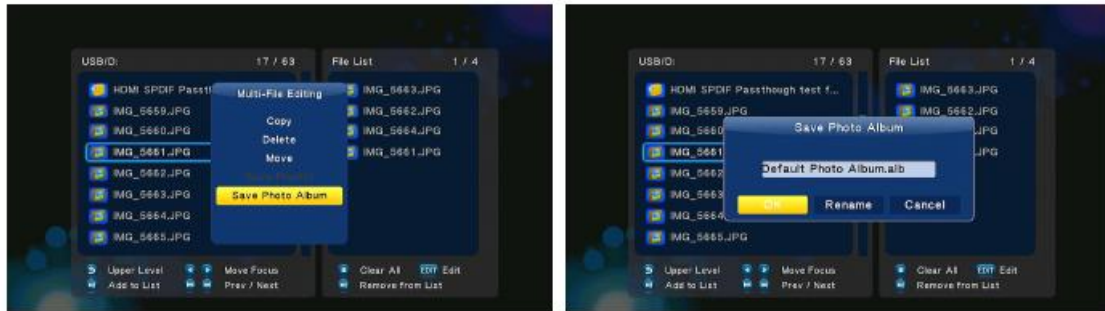 USB/D: 17 / 63 File List 1 / 4
HDMI SPDIF Passt
IMG_5659.JPG
IMG_5660.JPG
IMG_5661.JPG
IMG_5662.JPG
IMG_5663.JPG
IMG_5664.JPG
IMG_5665.JPG
Multi-File Editing
Copy
Delete
Move
Save Photo Album
IMG_5663.JPG
IMG_5662.JPG
IMG_5664.JPG
IMG_5661.JPG
Upper Level Move Focus Clear All EDIT Edit
Add to List Prev / Next Remove from List
USB/D: 17 / 63 File List 1 / 4
HDMI SPDIF Passthough test f...
IMG_5659.JPG
IMG_5660
IMG_5661
IMG_5662
IMG_5663
IMG_5664
IMG_5665.JPG
Save Photo Album
Default Photo Album.alb
OK Rename Cancel
IMG_5663.JPG
IMG_5662.JPG
JPG
JPG
Upper Level Move Focus Clear All EDIT Edit
Add to List Prev / Next Remove from List